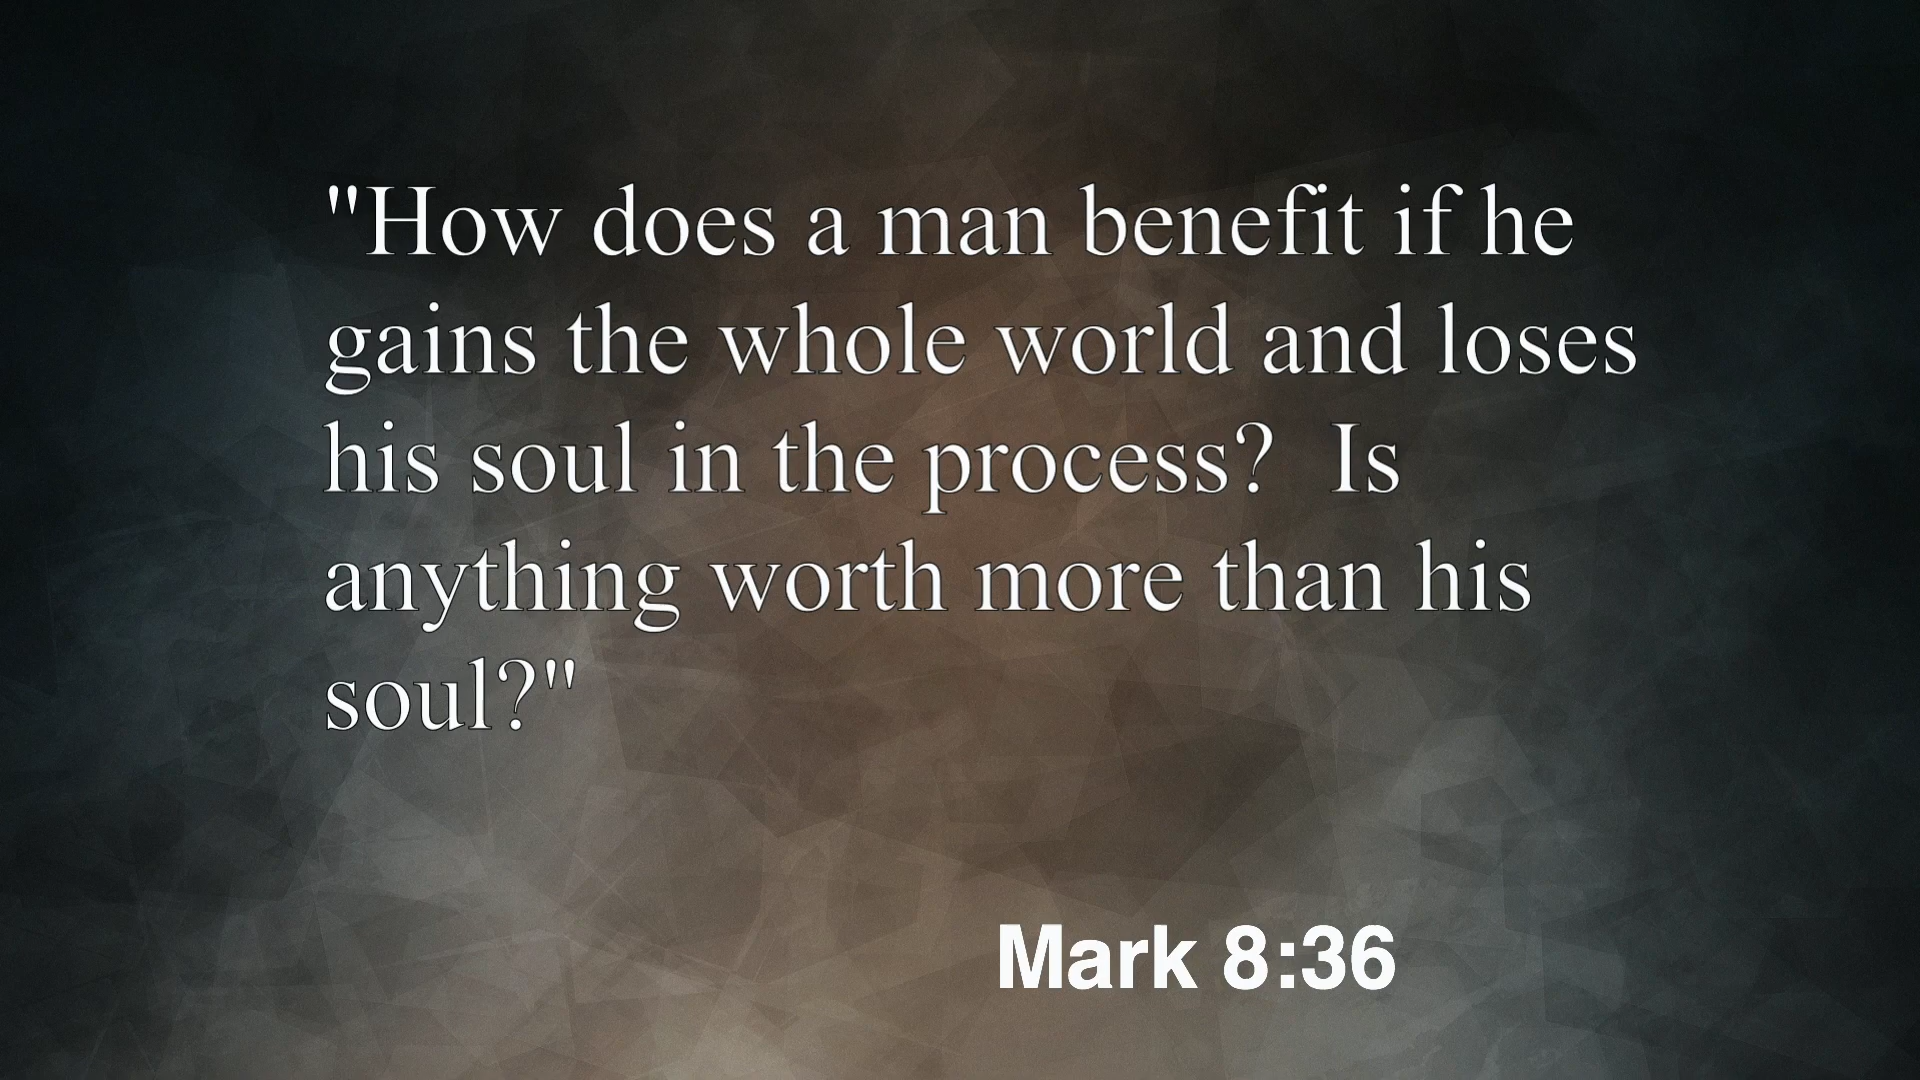 "How does a man benefit if he
gains the whole world and loses
his soul in the process?  Is
anything worth more than his
soul?"
Mark 8:36